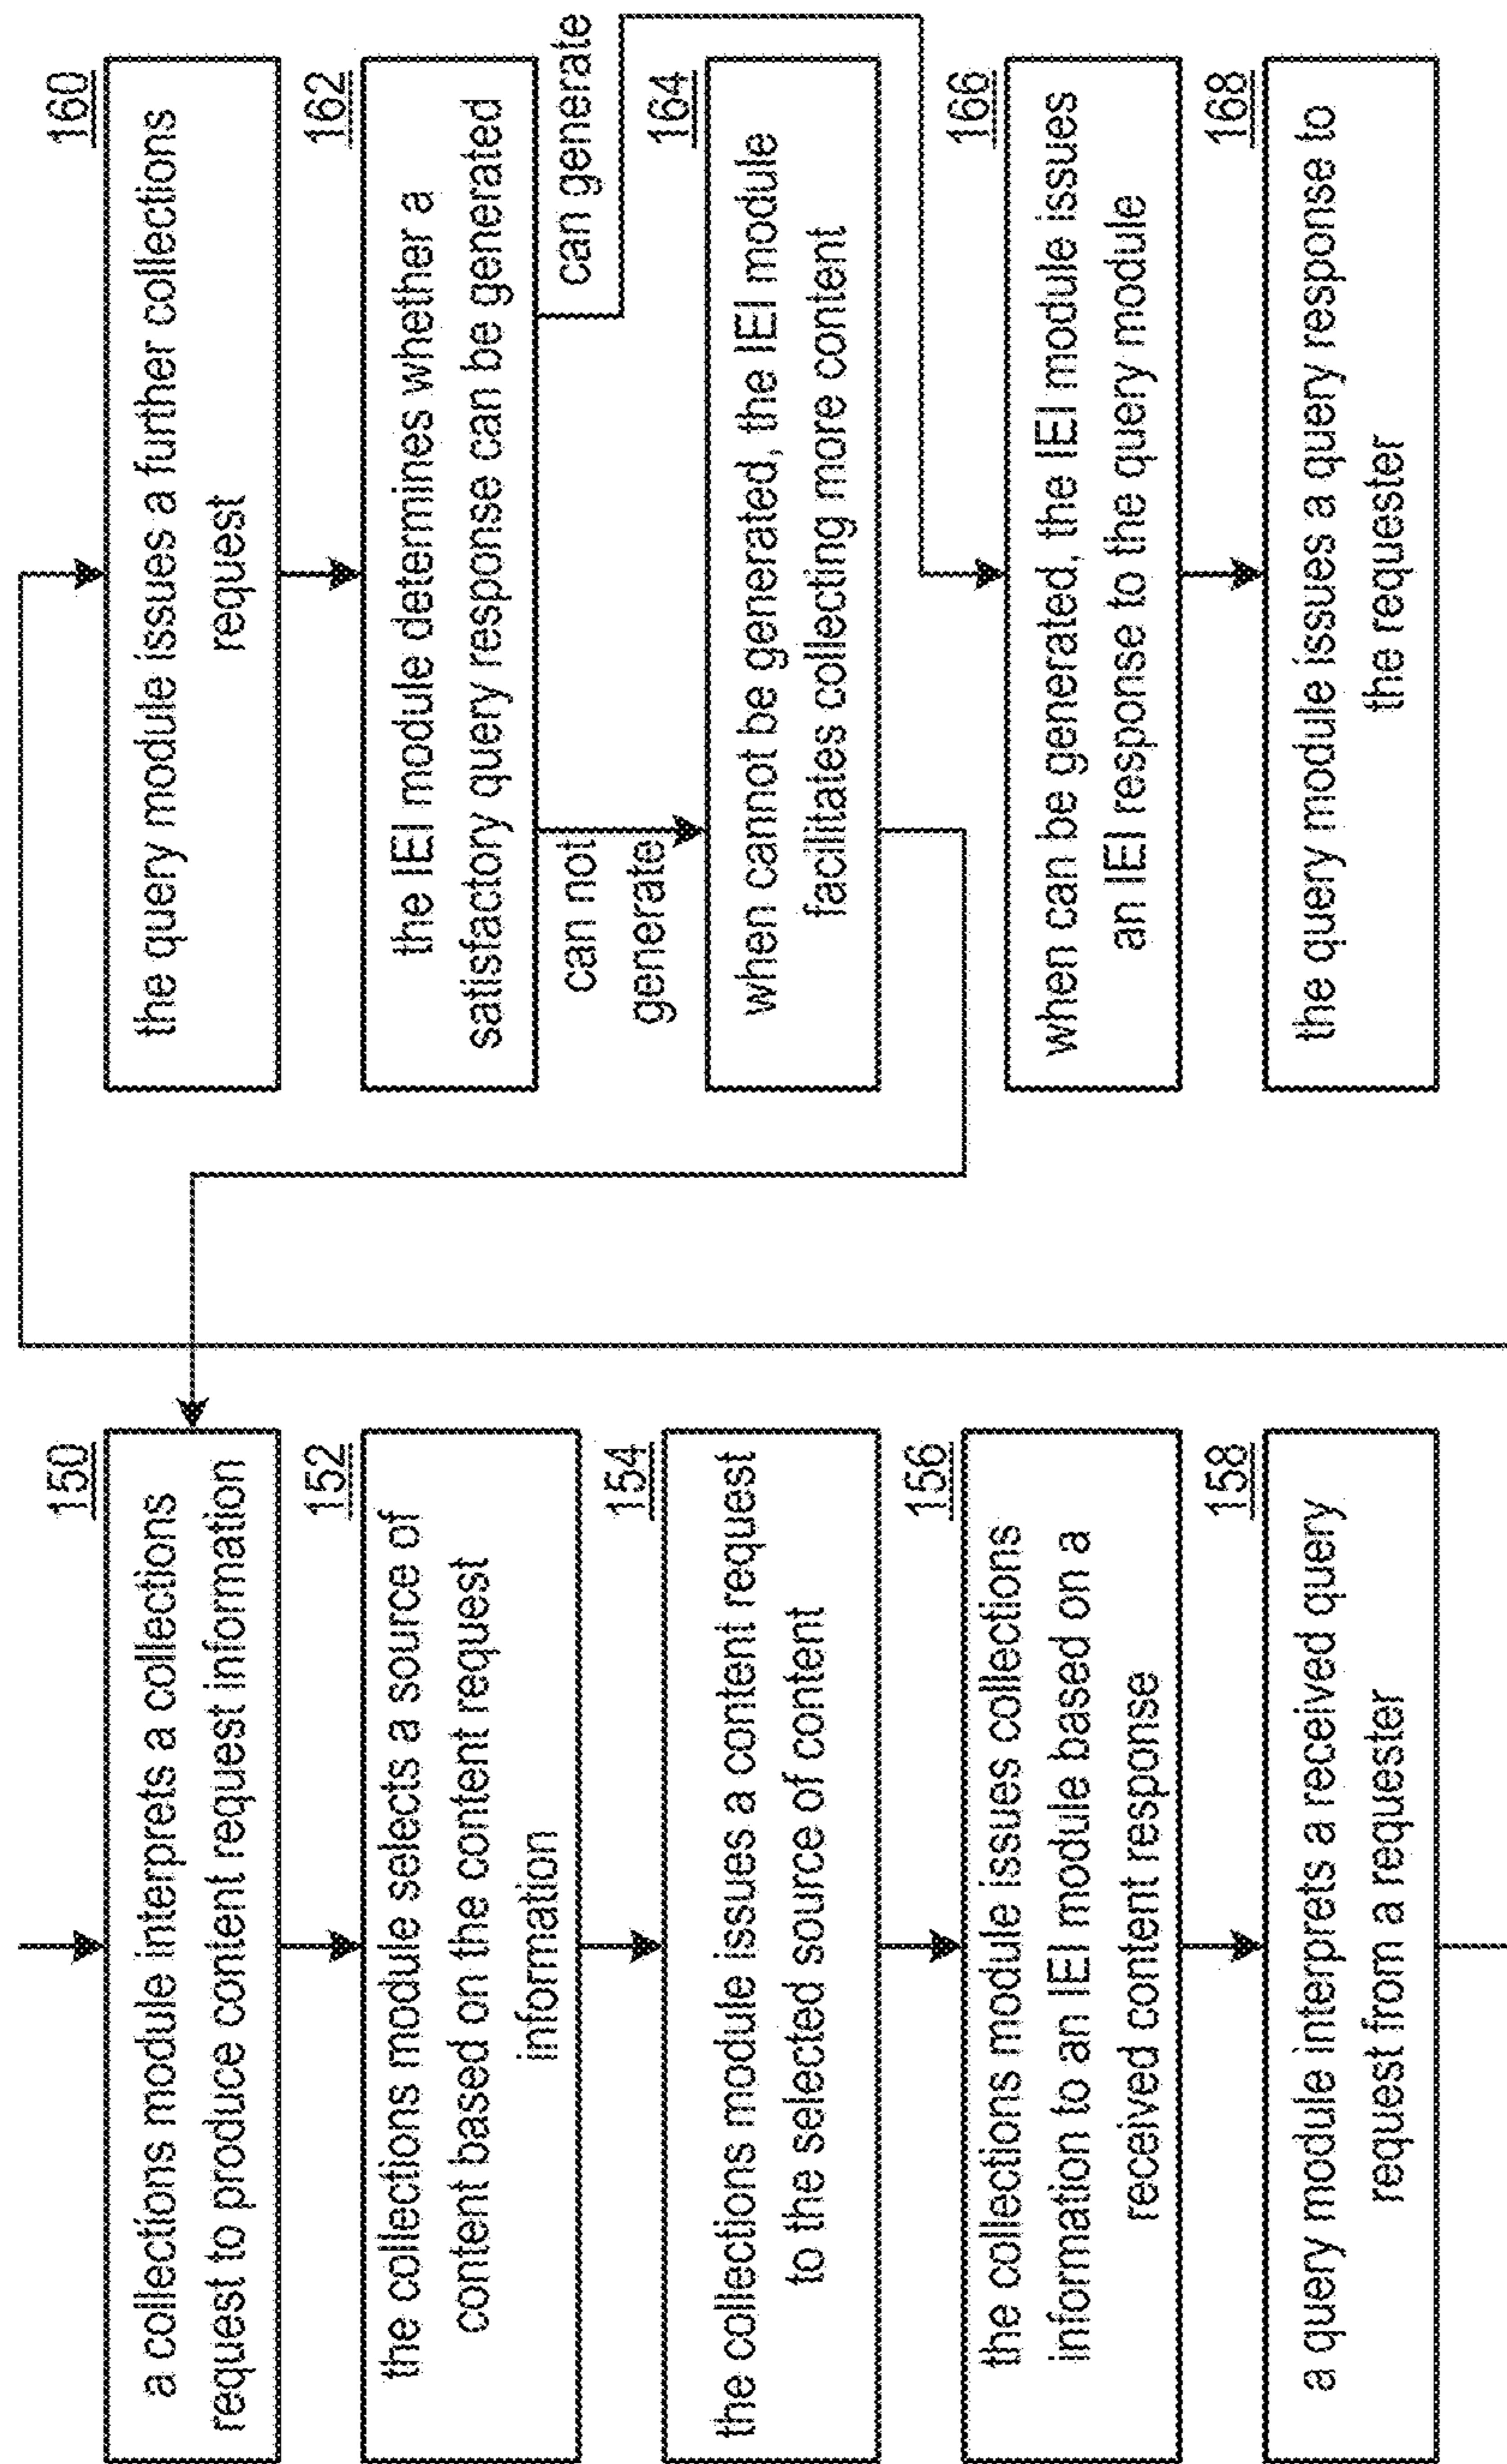 150
a collections module interprets a collections
request to produce content request information
152
the collections module selects a source of
content based on the content request
information
154
the collections module issues a content request
to the selected source of content
156
the collections module issues collections
information to an IEI module based on a
received content response
158
a query module interprets a received query
request from a requester
160
the query module issues a further collections
request
162
the IEI module determines whether a
satisfactory query response can be generated
can not
generate
can generate
164
when cannot be generated, the IEI module
facilitates collecting more content
166
when can be generated, the IEI module issues
an IEI response to the query module
168
the query module issues a query response to
the requester